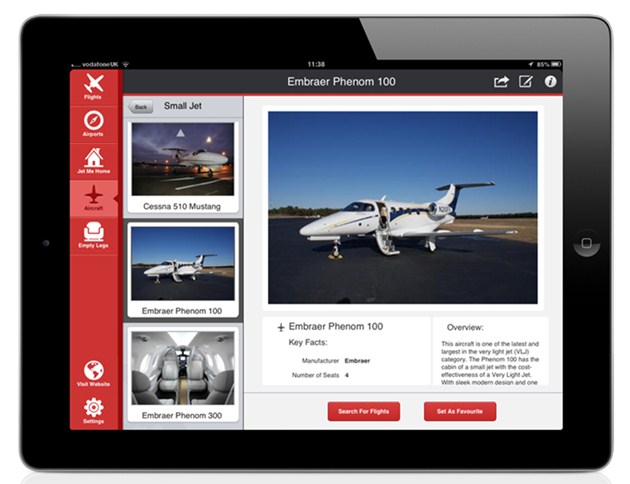 vodafone UK
11:38
85%
Embraer Phenom 100
Flights
Airports
Jet Me Home
Aircraft
Empty Legs
Visit Website
Settings
Back
Small Jet
Cessna 510 Mustang
Embraer Phenom 100
Embraer Phenom 300
Embraer Phenom 100
Key Facts:
Manufacturer Embraer
Number of Seats 4
Overview:
This aircraft is one of the latest and
largest in the very light jet (VLJ)
category. The Phenom 100 has the
cabin of a small jet with the cost-
effectiveness of a Very Light Jet.
With sleek modern design and one
Search For Flights
Set As Favourite